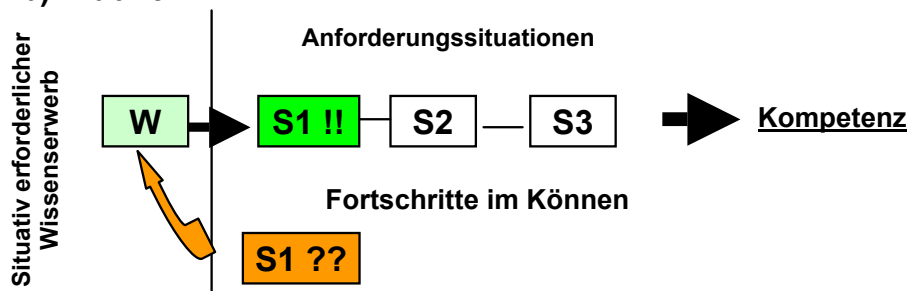 Anforderungssituationen
Situativ erforderlicher
Wissenserwerb
W
S1 !!
S2
S3
Kompetenz
Fortschritte im Können
S1 ??